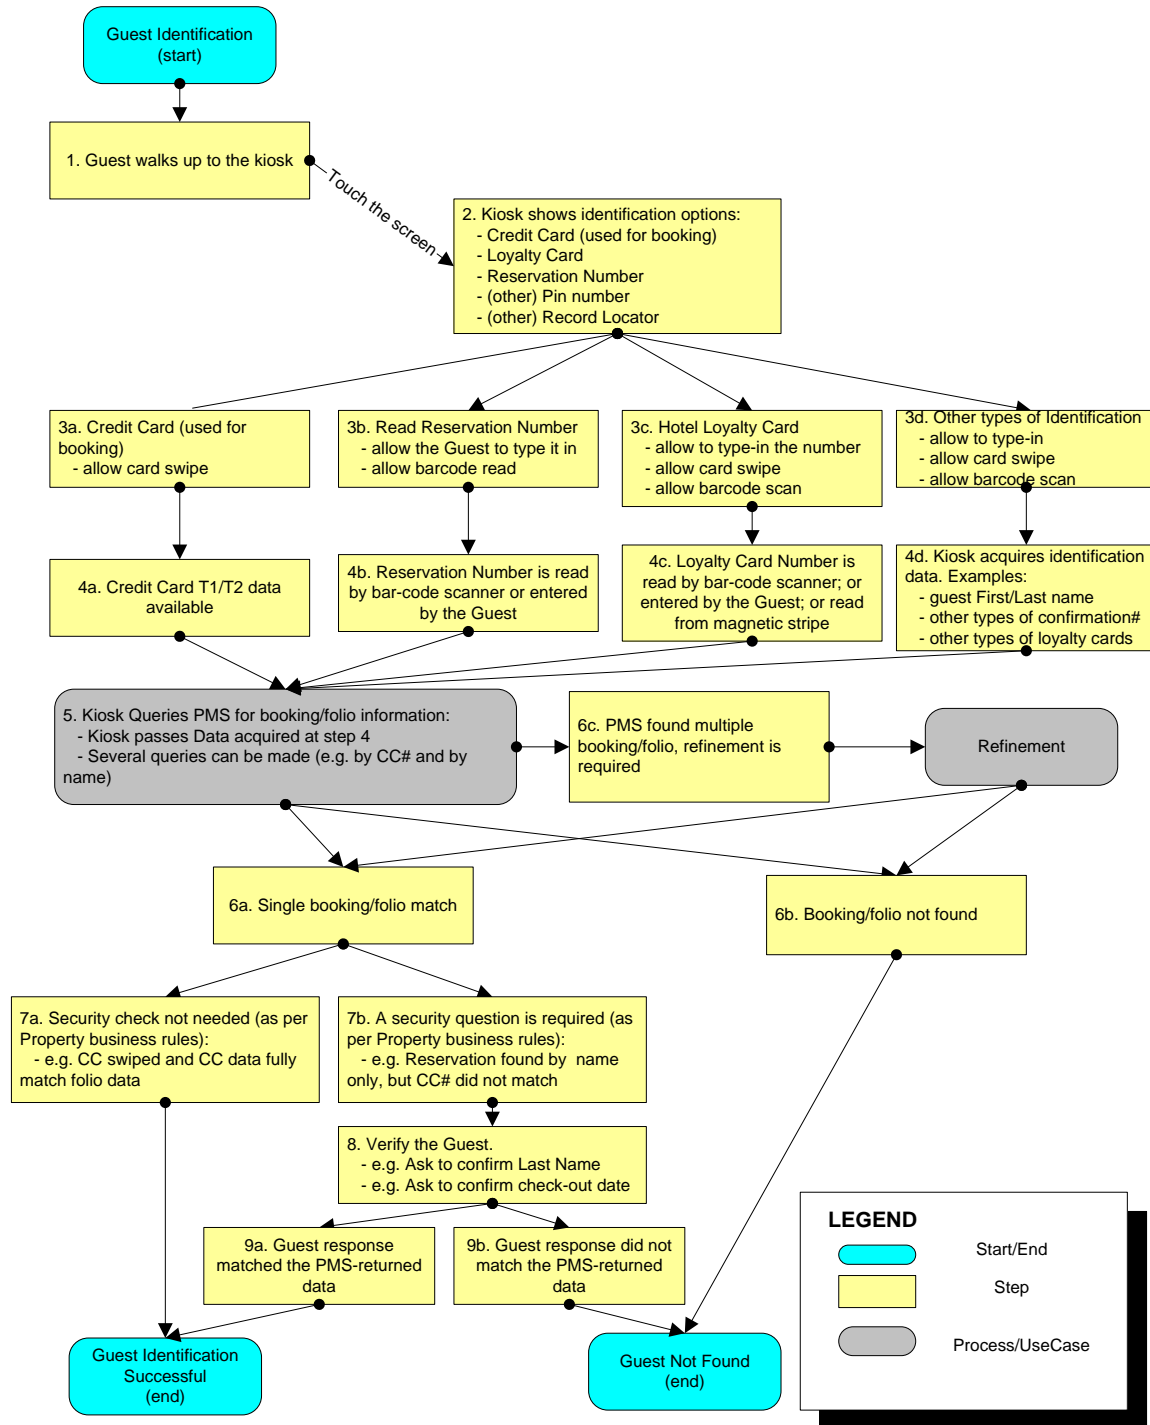 Guest Identification
(start)
1. Guest walks up to the kiosk
Touch the screen
2. Kiosk shows identification options:
- Credit Card (used for booking)
- Loyalty Card
- Reservation Number
- (other) Pin number
- (other) Record Locator
3a. Credit Card (used for
booking)
- allow card swipe
3b. Read Reservation Number
- allow the Guest to type it in
- allow barcode read
3c. Hotel Loyalty Card
- allow to type-in the number
- allow card swipe
- allow barcode scan
3d. Other types of Identification
- allow to type-in
- allow card swipe
- allow barcode scan
4a. Credit Card T1/T2 data
available
4b. Reservation Number is read
by bar-code scanner or entered
by the Guest
4c. Loyalty Card Number is
read by bar-code scanner; or
entered by the Guest; or read
from magnetic stripe
4d. Kiosk acquires identification
data. Examples:
- guest First/Last name
- other types of confirmation#
- other types of loyalty cards
5. Kiosk Queries PMS for booking/folio information:
- Kiosk passes Data acquired at step 4
- Several queries can be made (e.g. by CC# and by
name)
6c. PMS found multiple
booking/folio, refinement is
required
Refinement
6a. Single booking/folio match
6b. Booking/folio not found
7a. Security check not needed (as per
Property business rules):
- e.g. CC swiped and CC data fully
match folio data
7b. A security question is required (as
per Property business rules):
- e.g. Reservation found by name
only, but CC# did not match
8. Verify the Guest.
- e.g. Ask to confirm Last Name
- e.g. Ask to confirm check-out date
9a. Guest response
matched the PMS-returned
data
9b. Guest response did not
match the PMS-returned
data
Guest Identification
Successful
(end)
Guest Not Found
(end)
LEGEND
Start/End
Step
Process/UseCase